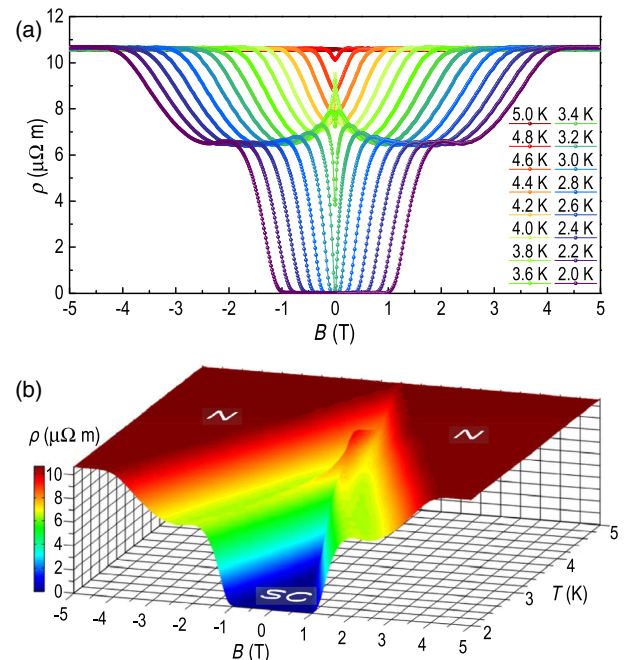 (a)
12
10
8
6
4
2
0
ρ (μΩ m)
5.0 K 3.4 K
4.8 K 3.2 K
4.6 K 3.0 K
4.4 K 2.8 K
4.2 K 2.6 K
4.0 K 2.4 K
3.8 K 2.2 K
3.6 K 2.0 K
-5 -4 -3 -2 -1 0 1 2 3 4 5
B (T)
(b)
N
N
ρ (μΩ m)
10
8
6
4
2
0
SC
-5 -4 -3 -2 -1 0 1 2 3 4 5
B (T)
2 3 4 5
T (K)